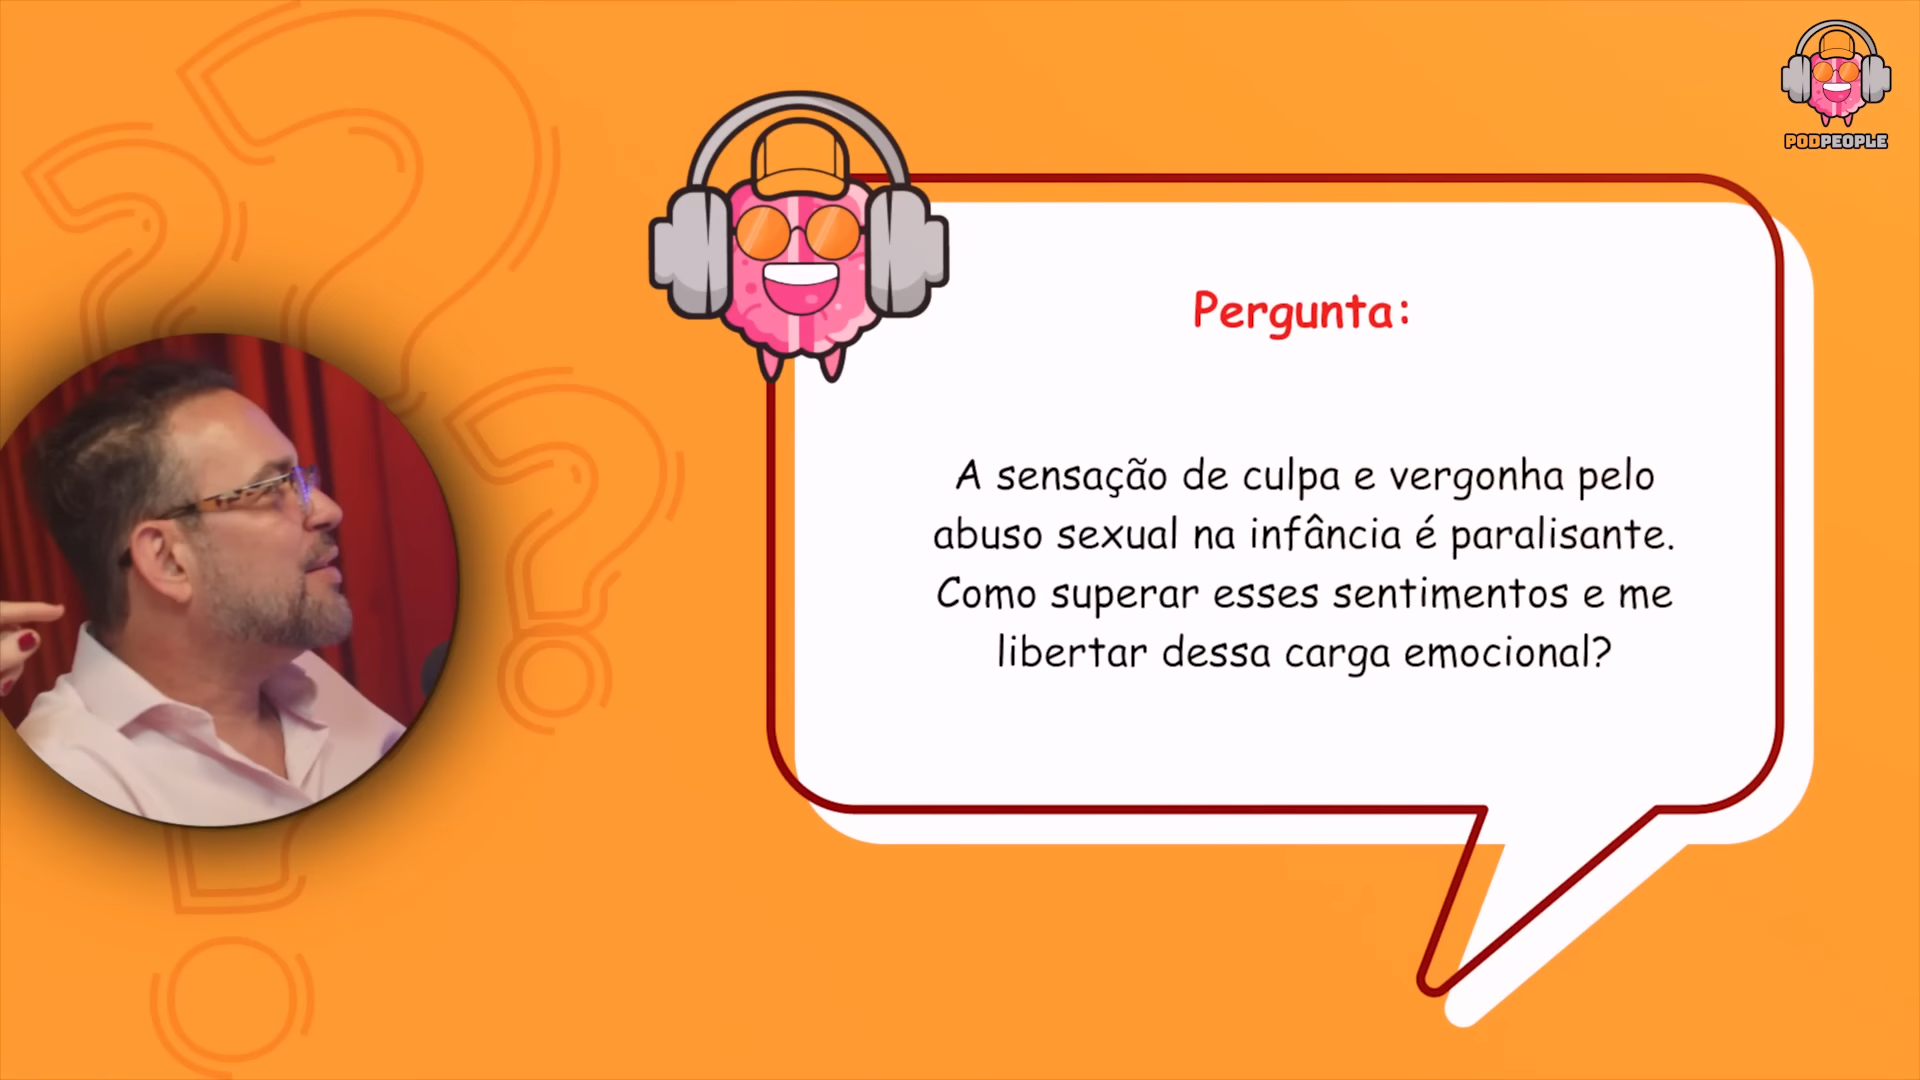 PODPEOPLE
Pergunta:
A sensação de culpa e vergonha pelo
abuso sexual na infância é paralisante.
Como superar esses sentimentos e me
libertar dessa carga emocional?